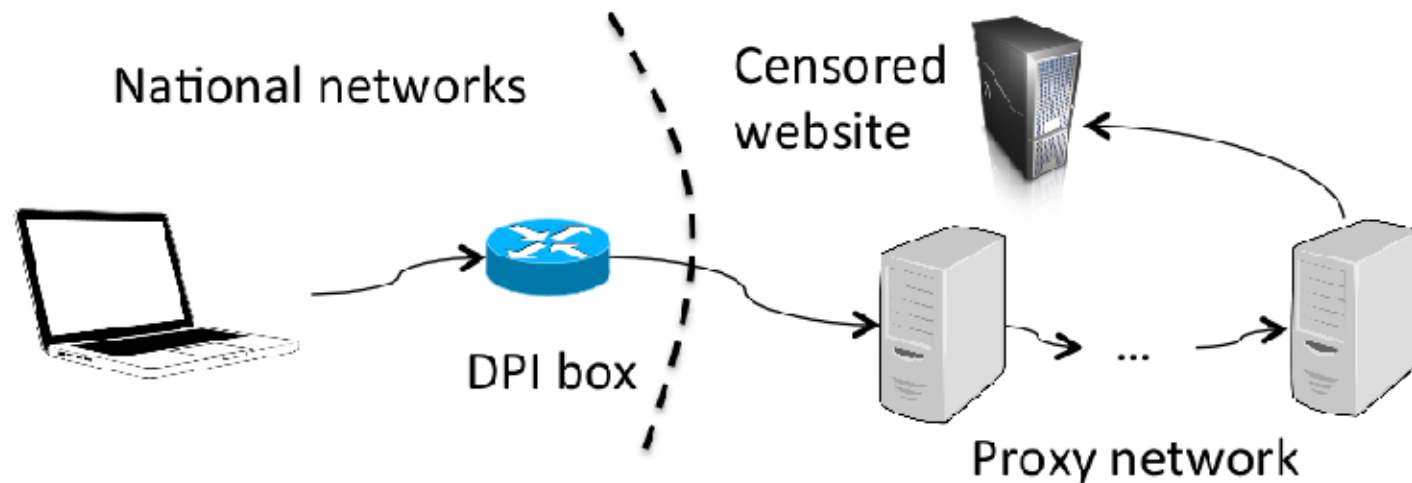 National networks
Censored
website
DPI box
...
Proxy network